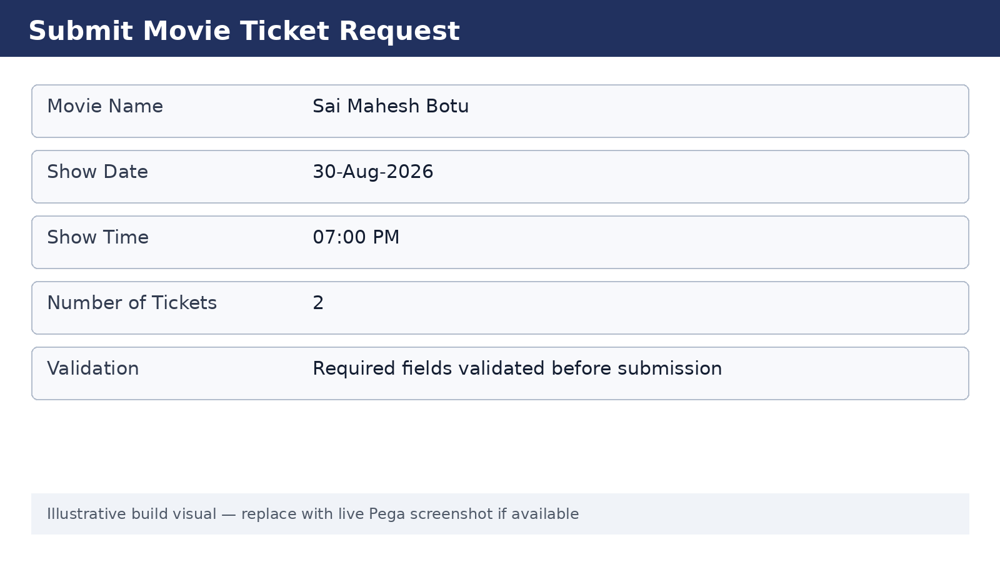 Submit Movie Ticket Request
Movie Name Sai Mahesh Botu
Show Date 30-Aug-2026
Show Time 07:00 PM
Number of Tickets 2
Validation Required fields validated before submission
Illustrative build visual — replace with live Pega screenshot if available